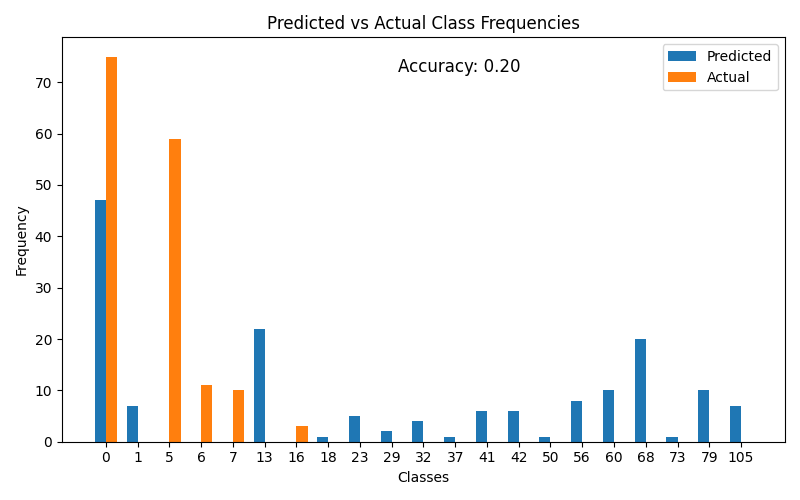 Predicted vs Actual Class Frequencies
Accuracy: 0.20
Predicted
Actual
70
60
50
40
30
20
10
0
Frequency
0 1 5 6 7 13 16 18 23 29 32 37 41 42 50 56 60 68 73 79 105
Classes